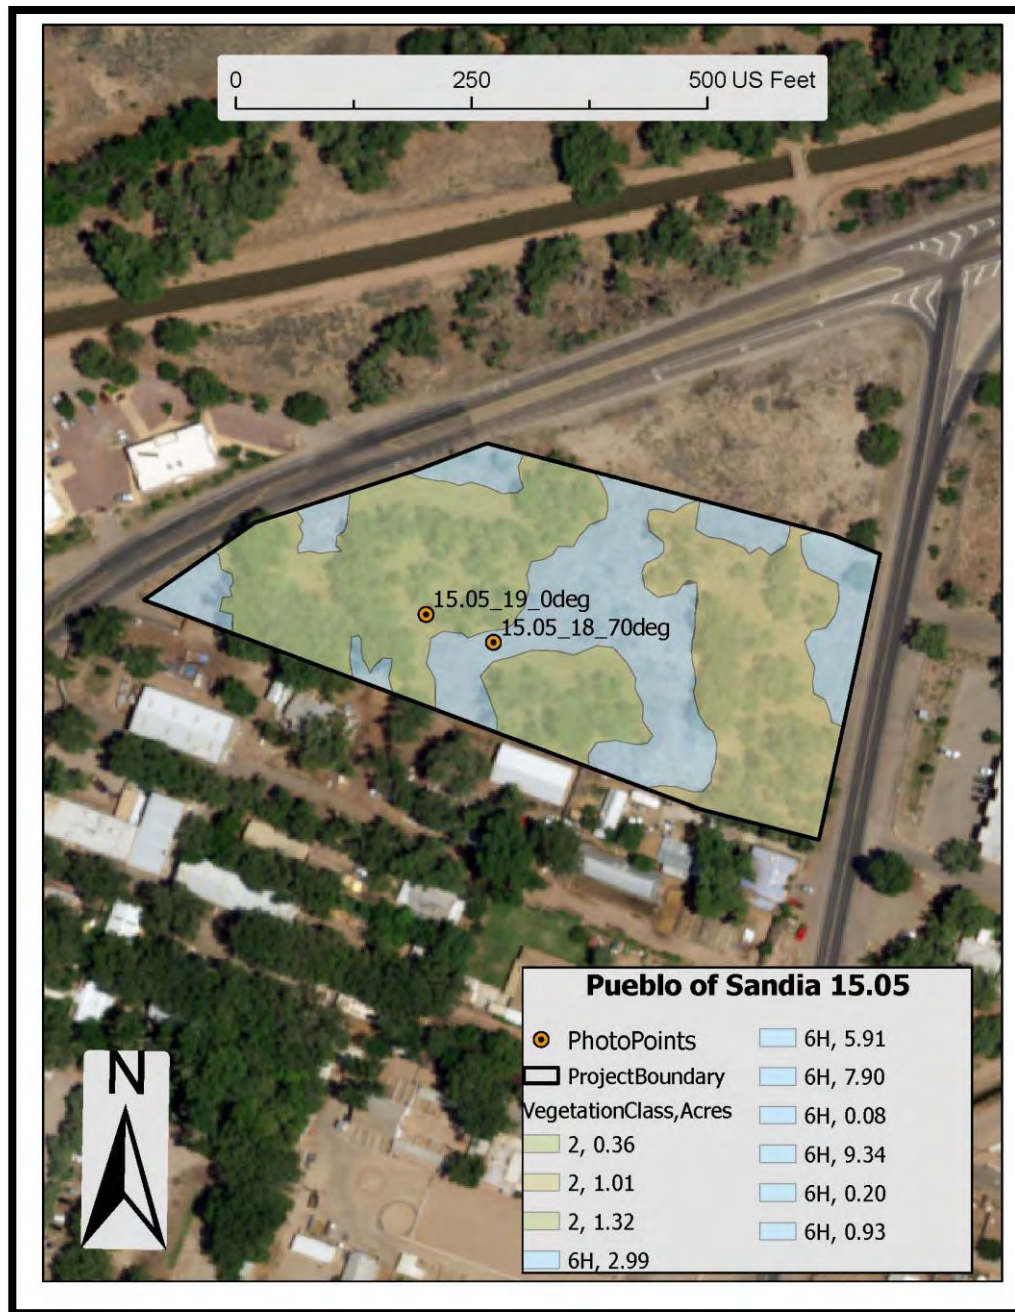 0 250 500 US Feet
15.05_19_0deg
15.05_18_70deg
Pueblo of Sandia 15.05
PhotoPoints
ProjectBoundary
VegetationClass,Acres
2, 0.36
2, 1.01
2, 1.32
6H, 2.99
6H, 5.91
6H, 7.90
6H, 0.08
6H, 9.34
6H, 0.20
6H, 0.93
N